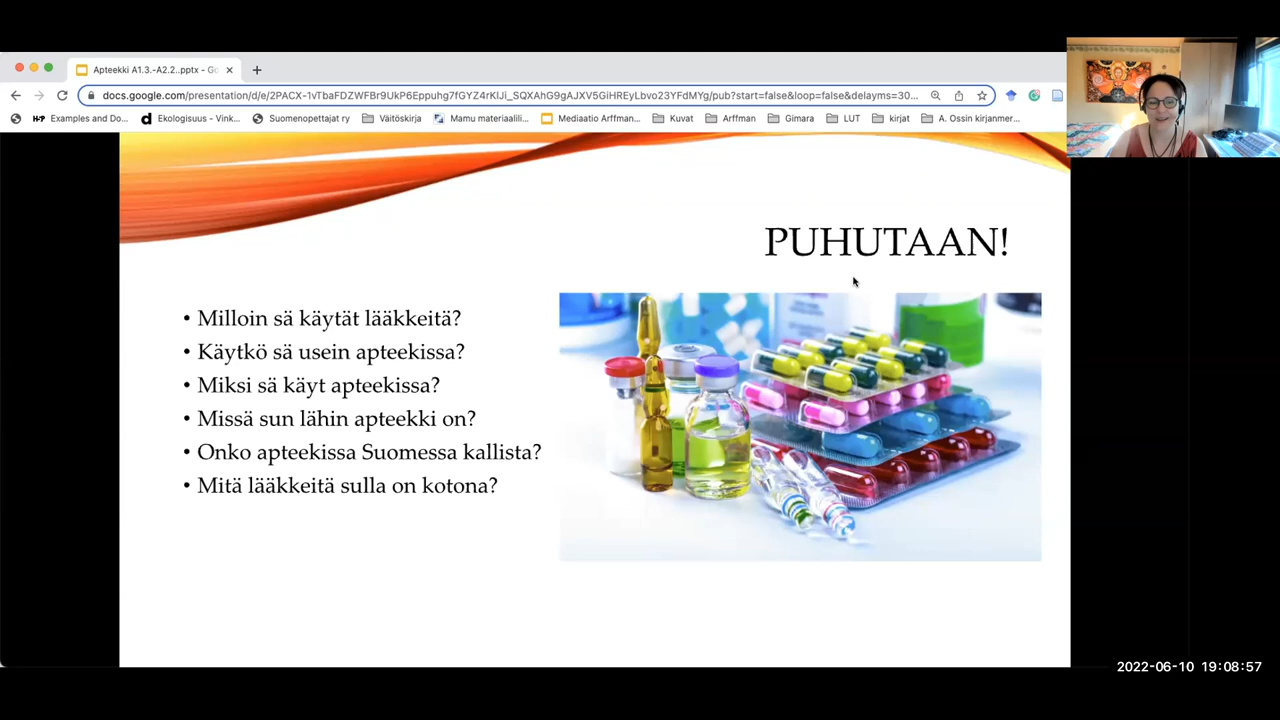 Apteekki A1.3.-A2.2..pptx - Go
docs.google.com/presentation/d/e/2PACX-1vTbaFDZWFBr9UkP6Eppuhg7fGYZ4rKlJi_SQXAhG9gAJXV5GiHREyLbvo23YFdMYg/pub?start=false&loop=false&delayms=30...
Examples and Do... Ekologisuus - Vink... Suomenopettajat ry Väitöskirja Mamu materiaalili... Mediaatio Arffman... Kuvat Arffman Gimara LUT kirjat A. Ossin kirjanmer...
PUHUTAAN!
• Milloin sä käytät lääkkeitä?
• Käytkö sä usein apteekissa?
• Miksi sä käyt apteekissa?
• Missä sun lähin apteekki on?
• Onko apteekissa Suomessa kallista?
• Mitä lääkkeitä sulla on kotona?
2022-06-10 19:08:57